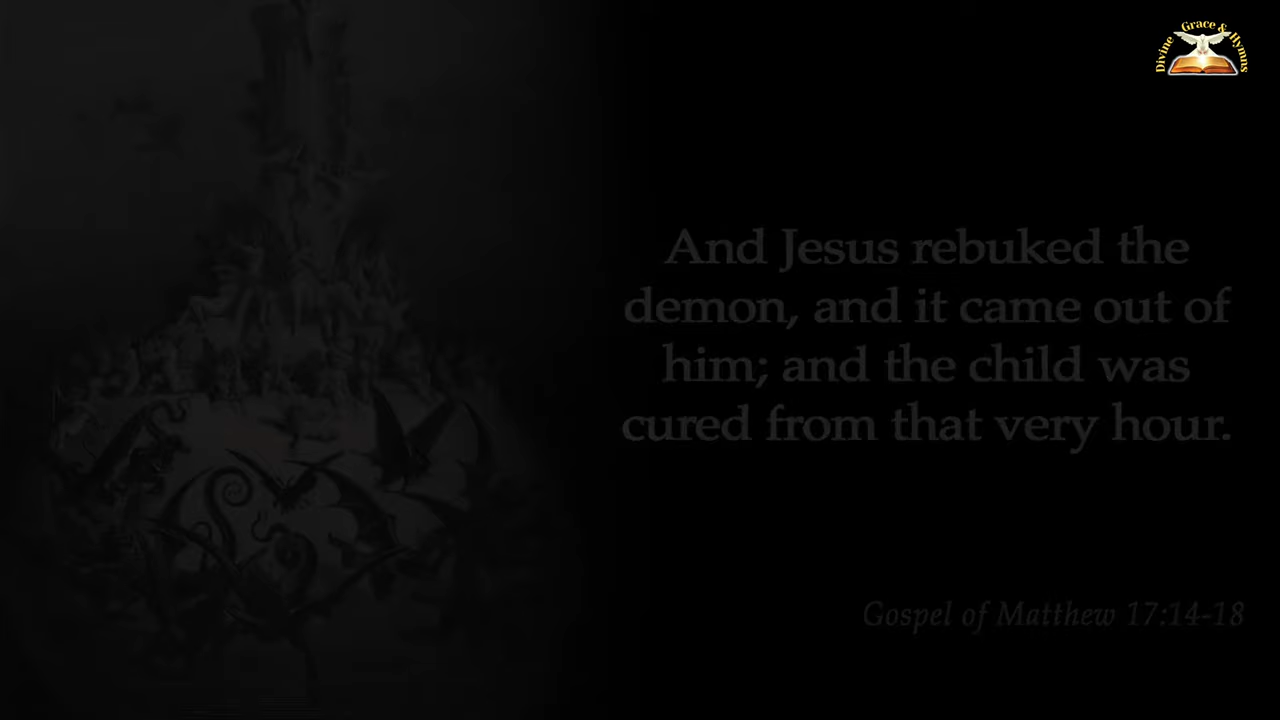 Divine Grace & Hymns
And Jesus rebuked the
demon, and it came out of
him; and the child was
cured from that very hour.
Gospel of Matthew 17:14-18